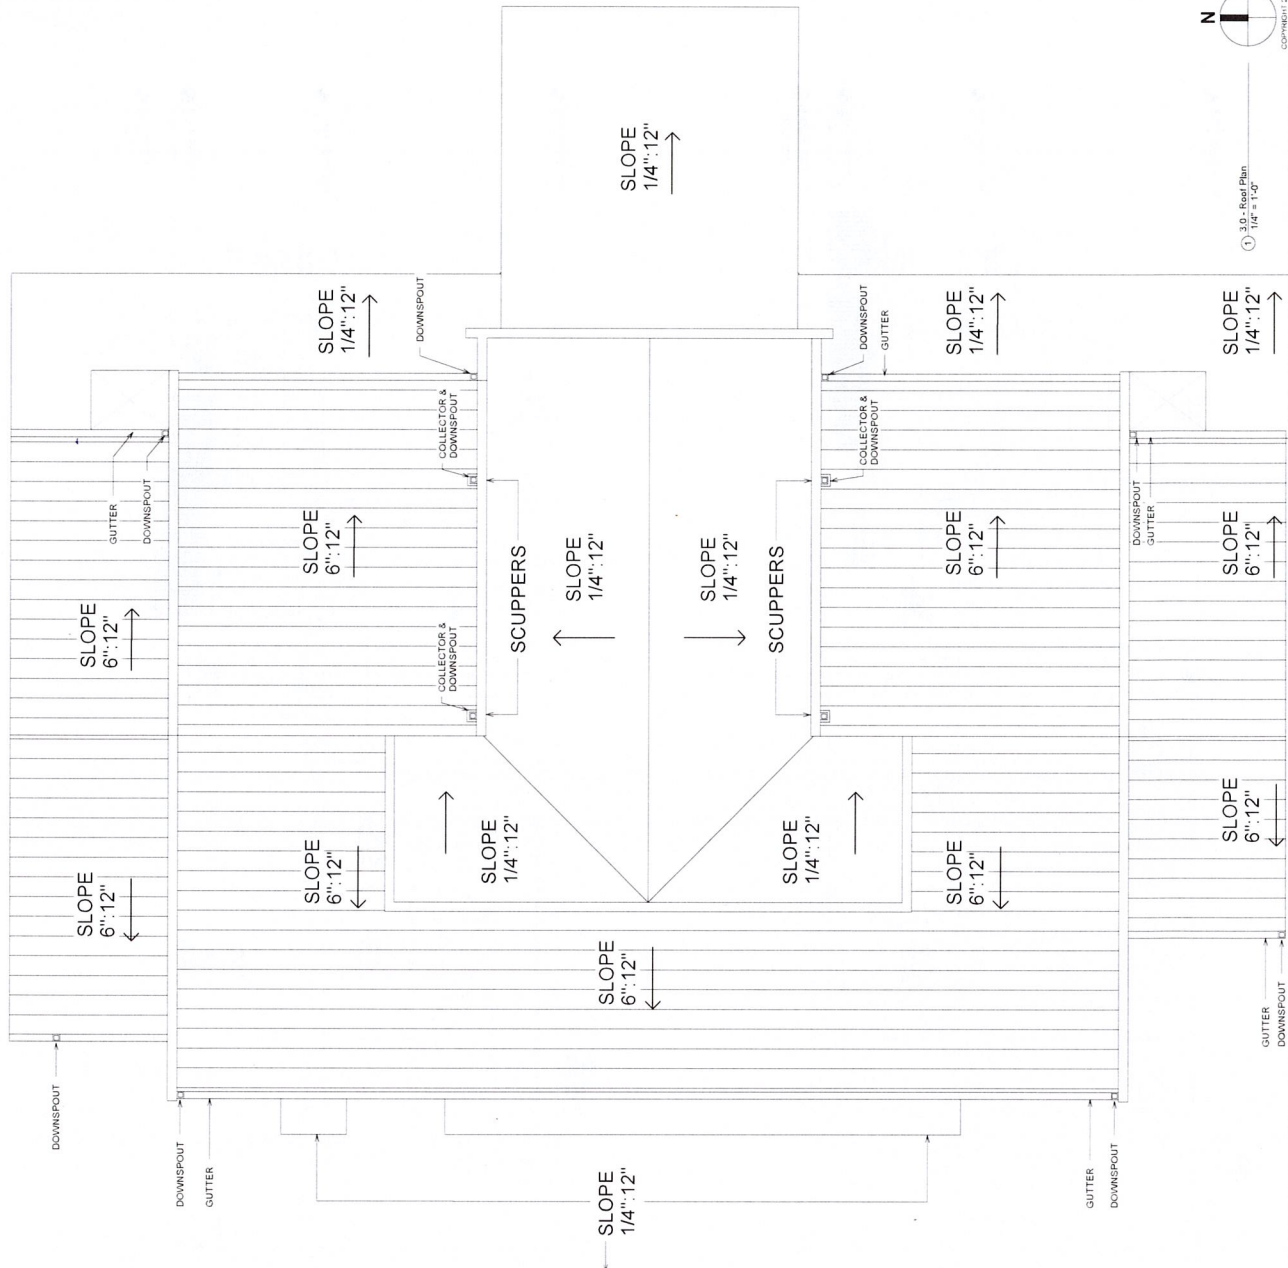 N
COPYRIGHT 2
SLOPE
1/4":12"
1
3.0 - Roof Plan
1/4" = 1'-0"
SLOPE
1/4":12"
DOWNSPOUT
DOWNSPOUT
GUTTER
SLOPE
1/4":12"
SLOPE
1/4":12"
COLLECTOR &
DOWNSPOUT
COLLECTOR &
DOWNSPOUT
GUTTER
DOWNSPOUT
SLOPE
6":12"
SCUPPERS
SLOPE
1/4":12"
SLOPE
1/4":12"
SCUPPERS
SLOPE
6":12"
DOWNSPOUT
GUTTER
SLOPE
6":12"
SLOPE
6":12"
COLLECTOR &
DOWNSPOUT
SLOPE
6":12"
SLOPE
6":12"
SLOPE
1/4":12"
SLOPE
1/4":12"
SLOPE
6":12"
SLOPE
6":12"
SLOPE
6":12"
DOWNSPOUT
DOWNSPOUT
GUTTER
SLOPE
1/4":12"
GUTTER
DOWNSPOUT
GUTTER
DOWNSPOUT